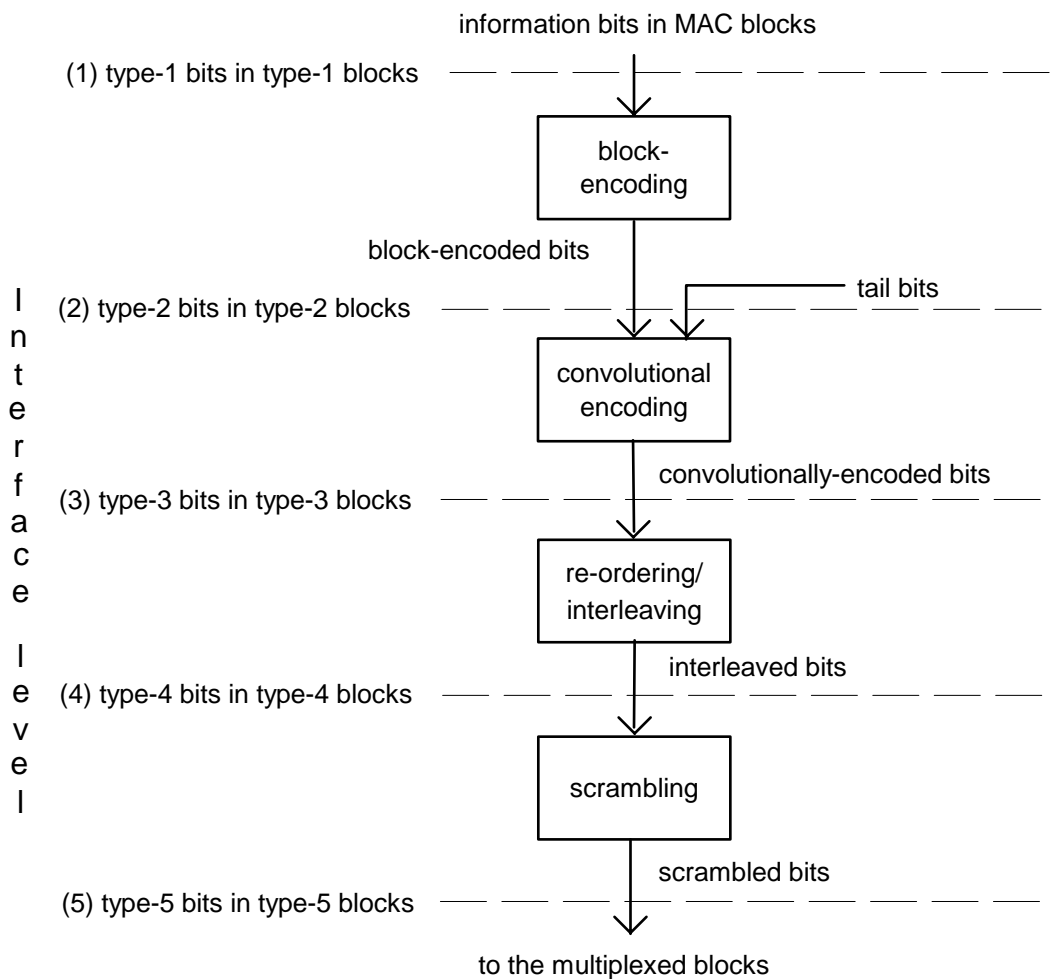 information bits in MAC blocks
(1) type-1 bits in type-1 blocks
block-
encoding
block-encoded bits
tail bits
(2) type-2 bits in type-2 blocks
convolutional
encoding
convolutionally-encoded bits
(3) type-3 bits in type-3 blocks
re-ordering/
interleaving
interleaved bits
(4) type-4 bits in type-4 blocks
scrambling
scrambled bits
(5) type-5 bits in type-5 blocks
to the multiplexed blocks
Interface level